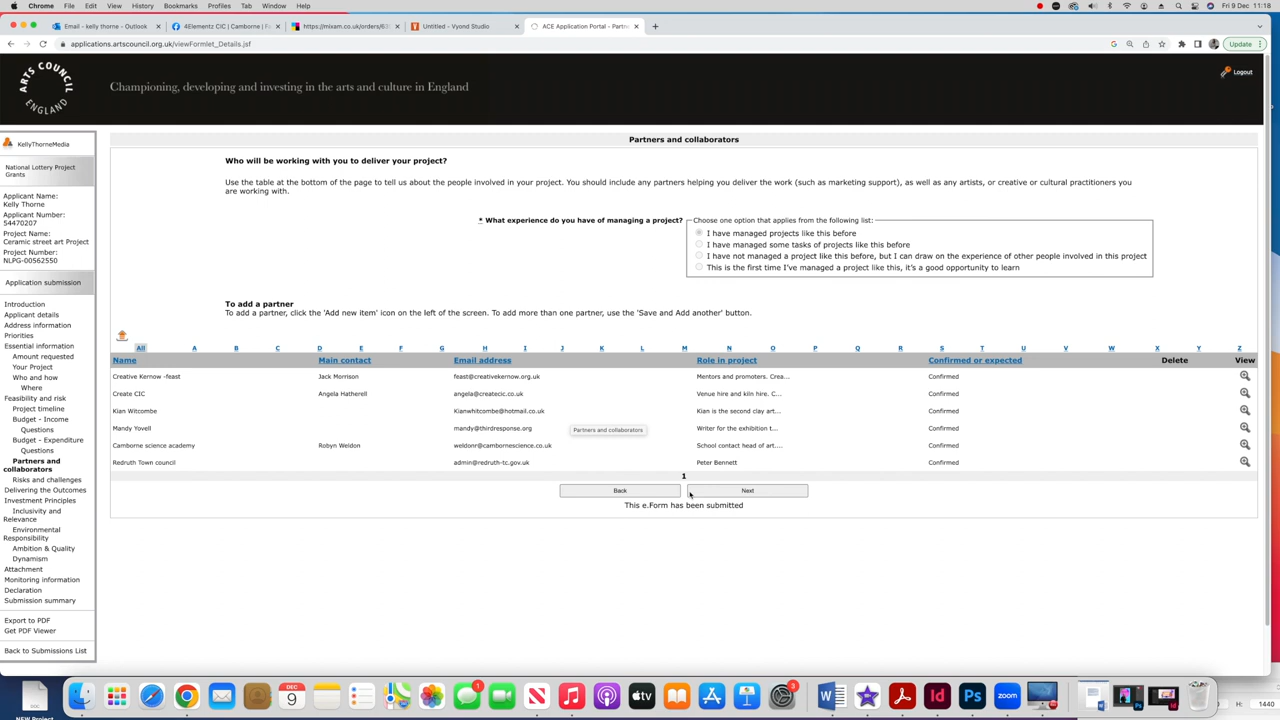 Chrome File Edit View History Bookmarks Profiles Tab Window Help Fri 9 Dec 11:18
Email - kelly thorne - Outlook 4Elementz CIC | Camborne | Fa https://mixam.co.uk/orders/63 Untitled - Vyond Studio ACE Application Portal - Partn
applications.artscouncil.org.uk/viewFormlet_Details.jsf Update
ARTS COUNCIL ENGLAND
Championing, developing and investing in the arts and culture in England
Logout
KellyThorneMedia
National Lottery Project
Grants
Applicant Name:
Kelly Thorne
Applicant Number:
54470207
Project Name:
Ceramic street art Project
Project Number:
NLPG-00562550
Application submission
Introduction
Applicant details
Address information
Priorities
Essential information
Amount requested
Your Project
Who and how
Where
Feasibility and risk
Project timeline
Budget - Income
Questions
Budget - Expenditure
Questions
Partners and
collaborators
Risks and challenges
Delivering the Outcomes
Investment Principles
Inclusivity and
Relevance
Environmental
Responsibility
Ambition & Quality
Dynamism
Attachment
Monitoring information
Declaration
Submission summary
Export to PDF
Get PDF Viewer
Back to Submissions List
Partners and collaborators
Who will be working with you to deliver your project?
Use the table at the bottom of the page to tell us about the people involved in your project. You should include any partners helping you deliver the work (such as marketing support), as well as any artists, or creative or cultural practitioners you
are working with.
* What experience do you have of managing a project?
Choose one option that applies from the following list:
I have managed projects like this before
I have managed some tasks of projects like this before
I have not managed a project like this before, but I can draw on the experience of other people involved in this project
This is the first time I've managed a project like this, it's a good opportunity to learn
To add a partner
To add a partner, click the 'Add new item' icon on the left of the screen. To add more than one partner, use the 'Save and Add another' button.
All A B C D E F G H I J K L M N O P Q R S T U V W X Y Z
Name Main contact Email address Role in project Confirmed or expected Delete View
Creative Kernow -feast Jack Morrison feast@creativekernow.org.uk Mentors and promoters. Crea... Confirmed
Create CIC Angela Hatherell angela@createcic.co.uk Venue hire and kiln hire. C... Confirmed
Kian Witcombe Kianwhitcombe@hotmail.co.uk Kian is the second clay art... Confirmed
Mandy Yovell mandy@thirdresponse.org Writer for the exhibition t... Confirmed
Partners and collaborators
Camborne science academy Robyn Weldon weldonr@cambornescience.co.uk School contact head of art.... Confirmed
Redruth Town council admin@redruth-tc.gov.uk Peter Bennett Confirmed
1
Back Next
This e.Form has been submitted
DEC
9
1
3
zoom
H: 1440
NEW Project